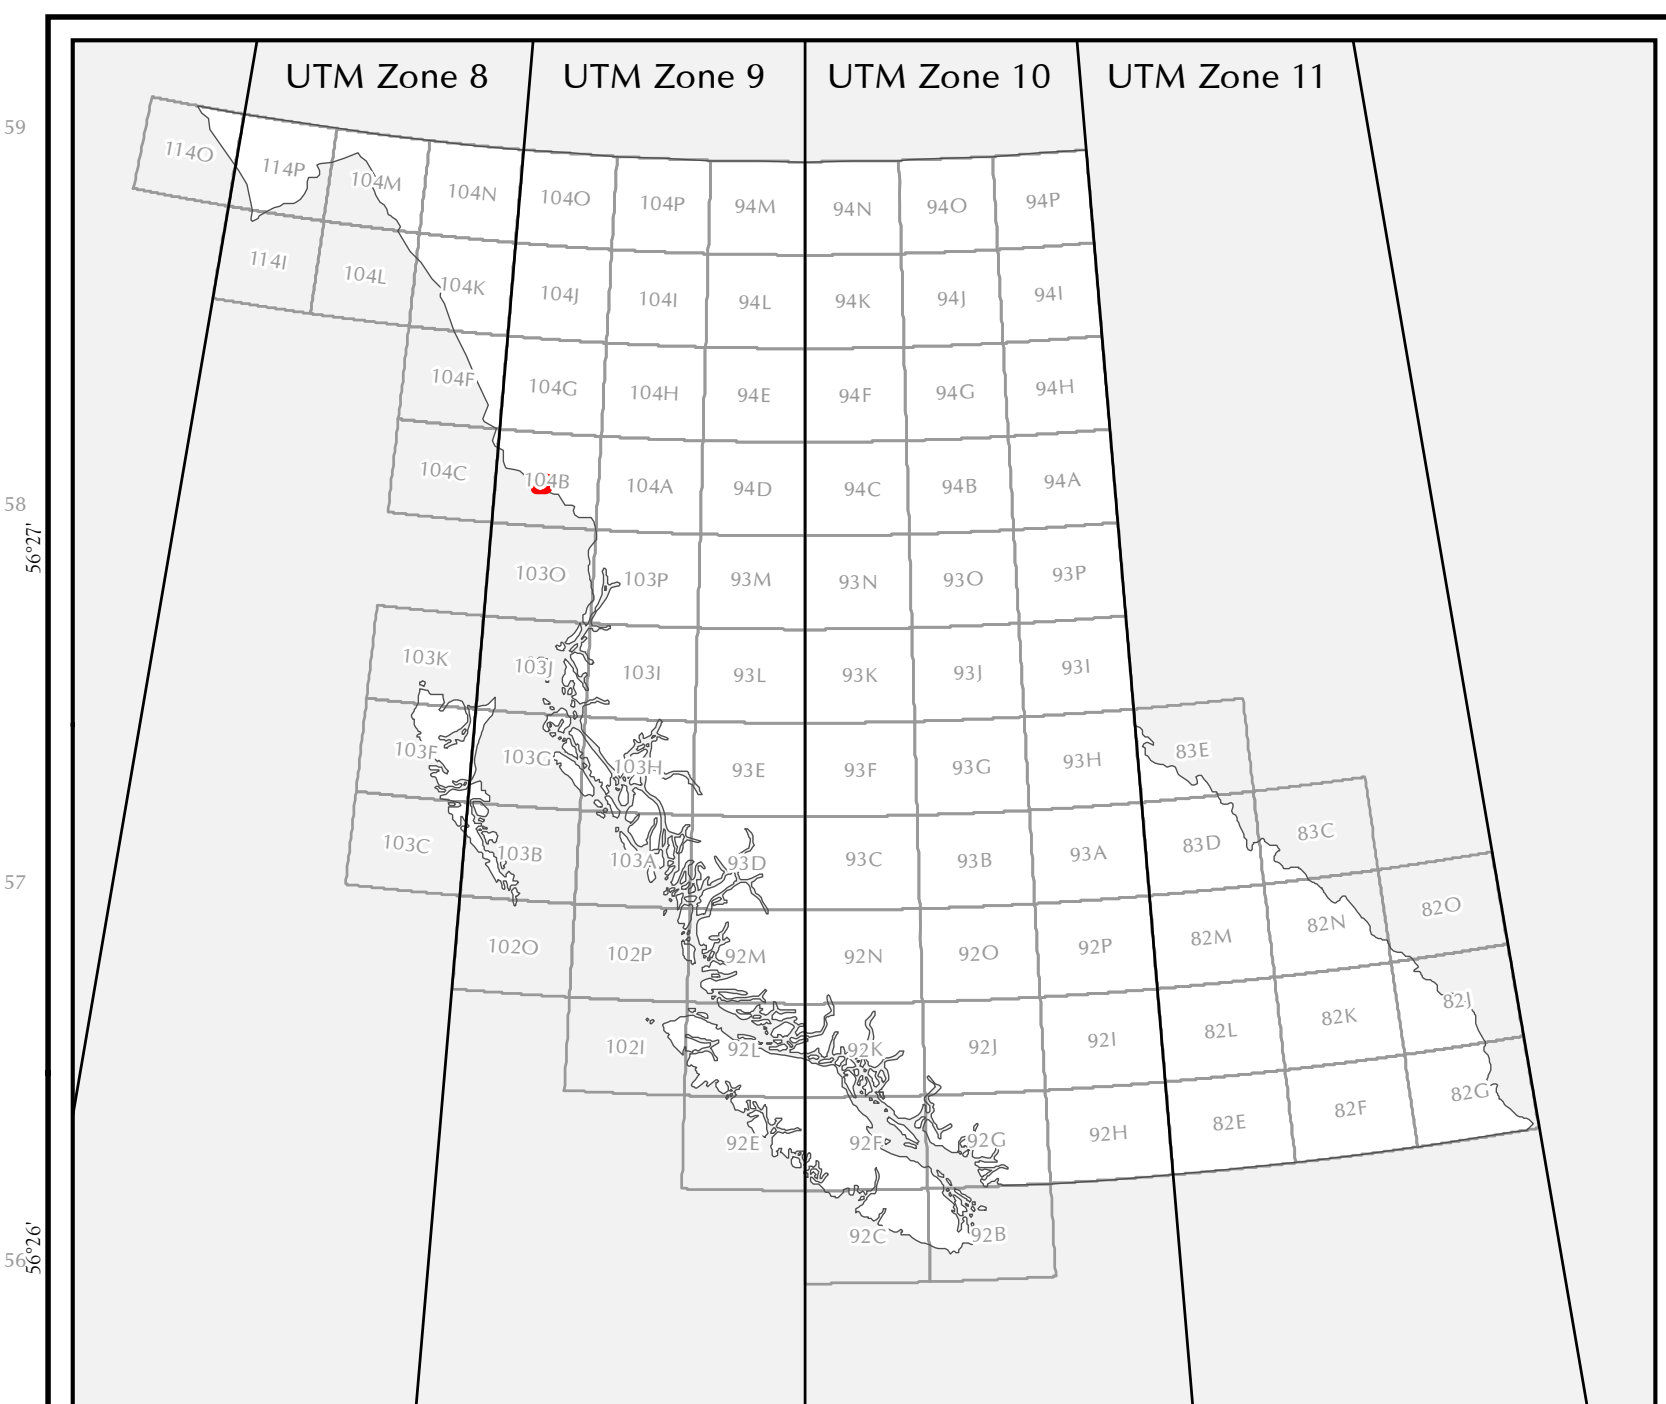 UTM Zone 8 UTM Zone 9 UTM Zone 10 UTM Zone 11
59
114O 114P 104M 104N 104O 104P 94M 94N 94O 94P
114I 104L 104K 104J 104I 94L 94K 94J 94I
104F 104G 104H 94E 94F 94G 94H
104C 104B 104A 94D 94C 94B 94A
58
56°27'
103O 103P 93M 93N 93O 93P
103K 103J 103I 93L 93K 93J 93I
103F 103G 103H 93E 93F 93G 93H 83E
103C 103B 103A 93D 93C 93B 93A 83D 83C
57
102O 102P 92M 92N 92O 92P 82M 82N 82O
102I 92L 92K 92J 92I 82L 82K 82J
92E 92F 92G 92H 82E 82F 82G
92C 92B
56
56°26'